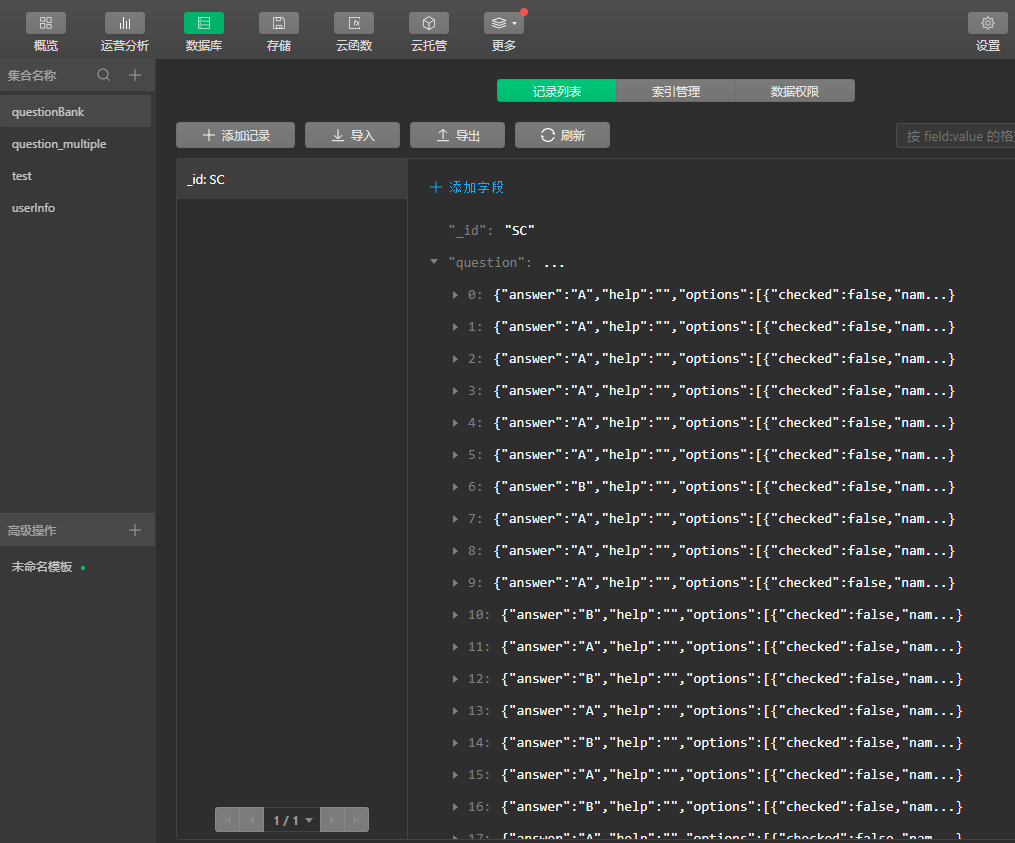 概览 运营分析 数据库 存储 云函数 云托管 更多 设置
集合名称
questionBank
question_multiple
test
userInfo
高级操作
未命名模板
记录列表 索引管理 数据权限
添加记录 导入 导出 刷新 按 field:value 的格
_id: SC
1 / 1
添加字段
"_id": "SC"
"question": ...
0: {"answer":"A","help":"","options":[{"checked":false,"nam...}
1: {"answer":"A","help":"","options":[{"checked":false,"nam...}
2: {"answer":"A","help":"","options":[{"checked":false,"nam...}
3: {"answer":"A","help":"","options":[{"checked":false,"nam...}
4: {"answer":"A","help":"","options":[{"checked":false,"nam...}
5: {"answer":"A","help":"","options":[{"checked":false,"nam...}
6: {"answer":"B","help":"","options":[{"checked":false,"nam...}
7: {"answer":"A","help":"","options":[{"checked":false,"nam...}
8: {"answer":"A","help":"","options":[{"checked":false,"nam...}
9: {"answer":"A","help":"","options":[{"checked":false,"nam...}
10: {"answer":"B","help":"","options":[{"checked":false,"nam...}
11: {"answer":"A","help":"","options":[{"checked":false,"nam...}
12: {"answer":"B","help":"","options":[{"checked":false,"nam...}
13: {"answer":"A","help":"","options":[{"checked":false,"nam...}
14: {"answer":"B","help":"","options":[{"checked":false,"nam...}
15: {"answer":"A","help":"","options":[{"checked":false,"nam...}
16: {"answer":"B","help":"","options":[{"checked":false,"nam...}
17: {"answer":"A","help":"","options":[{"checked":false,"nam...}